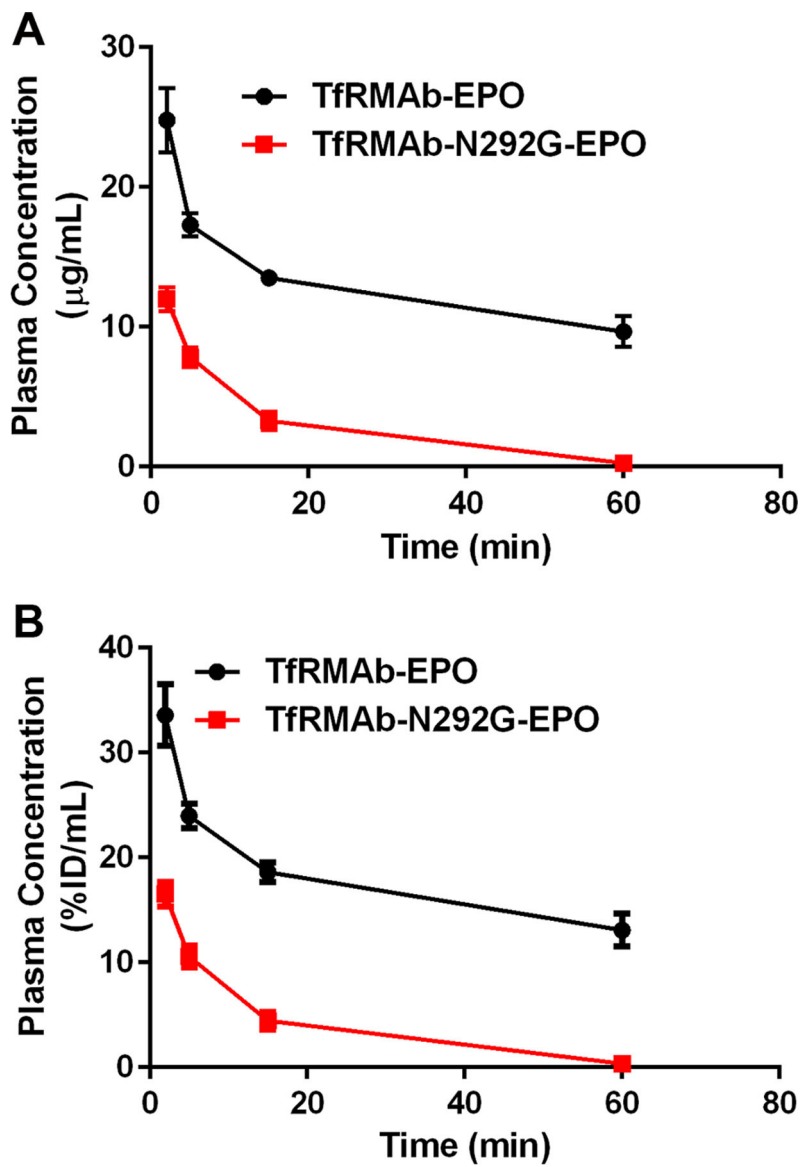 A
TfRMAb-EPO
TfRMAb-N292G-EPO
Plasma Concentration
(μg/mL)
30
20
10
0
0 20 40 60 80
Time (min)
B
TfRMAb-EPO
TfRMAb-N292G-EPO
Plasma Concentration
(%ID/mL)
40
30
20
10
0
0 20 40 60 80
Time (min)